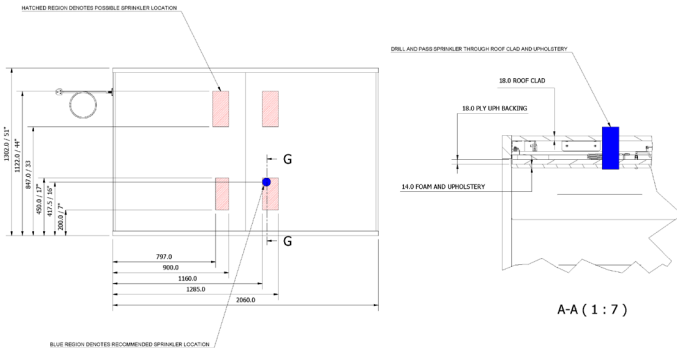 HATCHED REGION DENOTES POSSIBLE SPRINKLER LOCATION
DRILL AND PASS SPRINKLER THROUGH ROOF CLAD AND UPHOLSTERY
18.0 ROOF CLAD
18.0 PLY UPH BACKING
14.0 FOAM AND UPHOLSTERY
1302.0 / 51"
1122.0 / 44"
847.0 / 33
450.0 / 17"
417.5 / 16"
200.0 / 7"
G
G
797.0
900.0
1160.0
1285.0
2060.0
A-A ( 1 : 7 )
BLUE REGION DENOTES RECOMMENDED SPRINKLER LOCATION